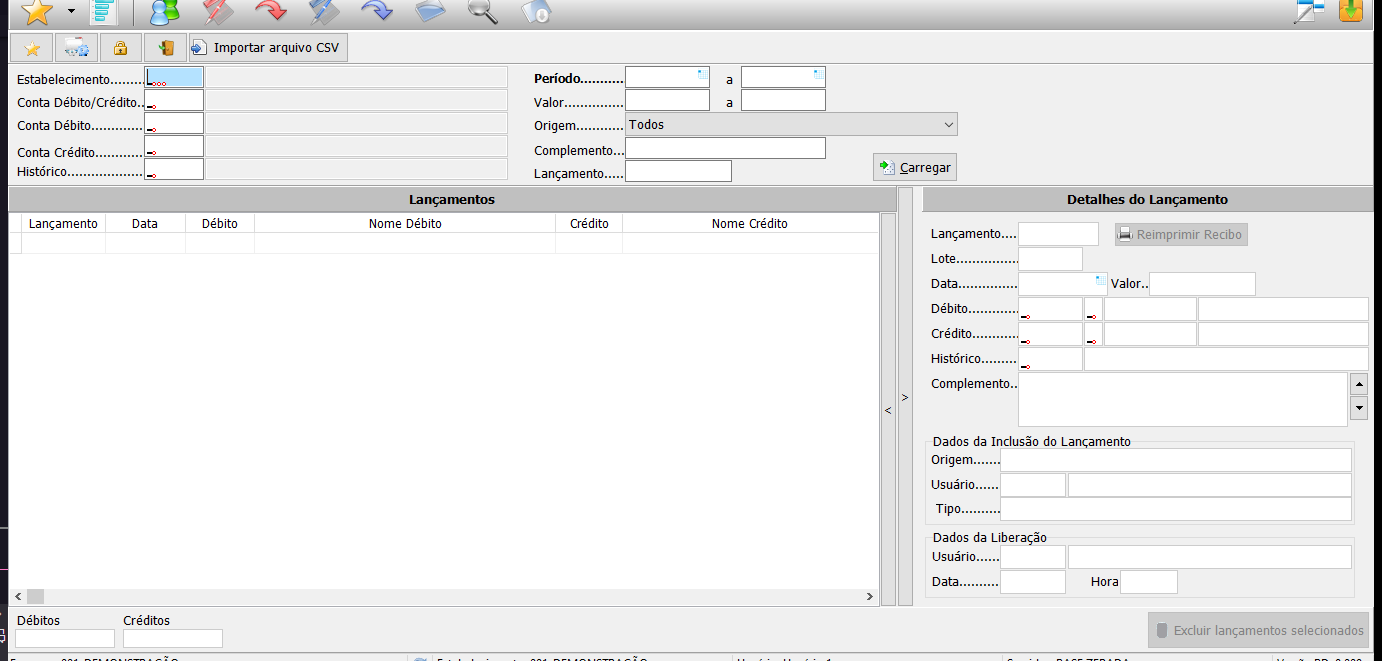 Importar arquivo CSV
Estabelecimento........
Período...........
a
Conta Débito/Crédito..
Valor..............
a
Conta Débito.............
Origem............
Todos
Complemento...
Conta Crédito............
Carregar
Histórico...................
Lançamento.....
Lançamentos
Detalhes do Lançamento
Lançamento
Data
Débito
Nome Débito
Crédito
Nome Crédito
Lançamento....
Reimprimir Recibo
Lote................
Data................
Valor..
Débito.............
Crédito............
Histórico.........
Complemento..
<
>
Dados da Inclusão do Lançamento
Origem.......
Usuário......
Tipo..........
Dados da Liberação
Usuário......
Data..........
Hora
Débitos
Créditos
Excluir lançamentos selecionados